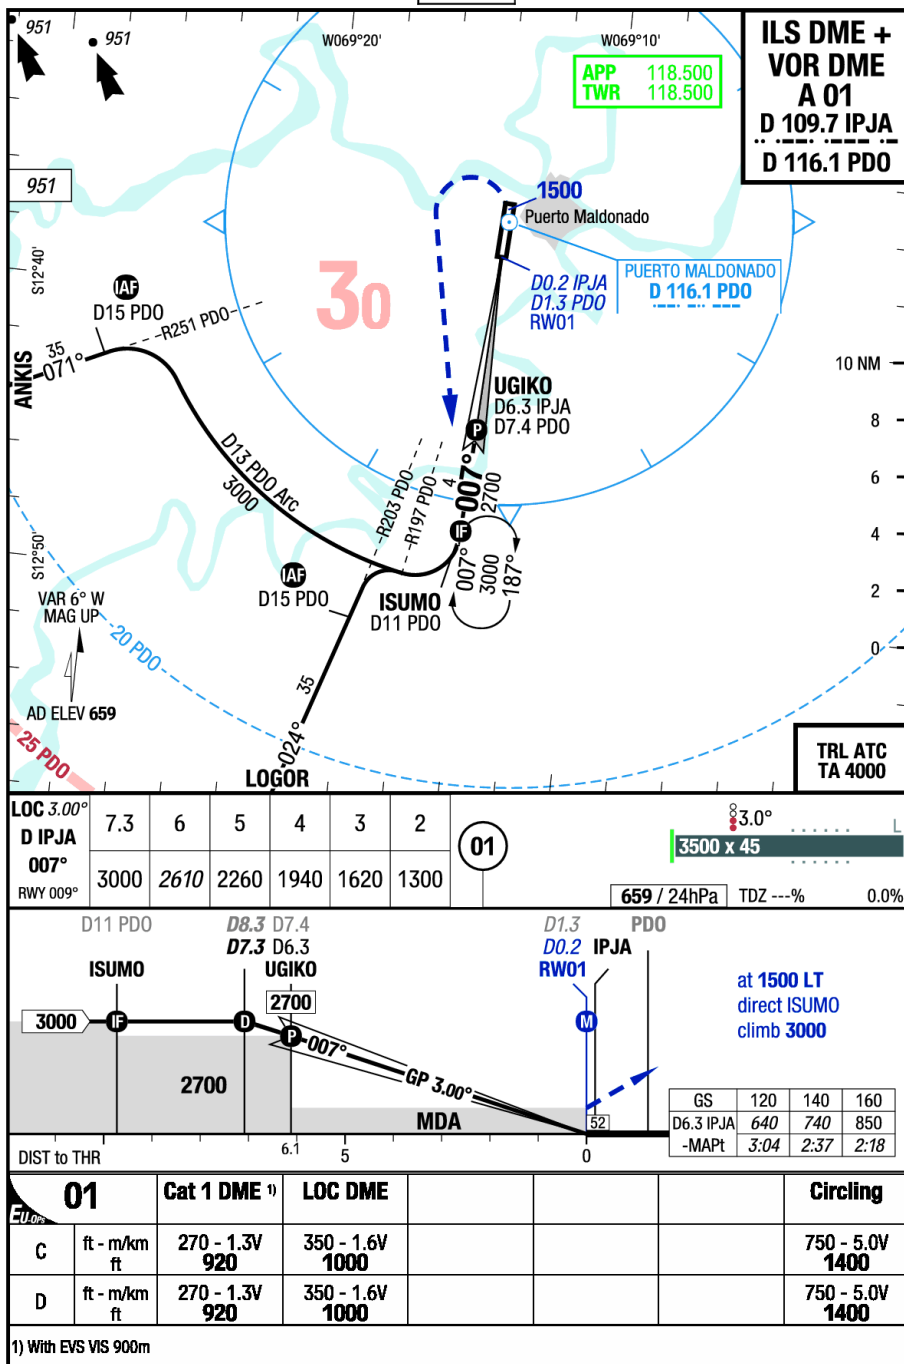 951
951
W069°20'
W069°10'
APP 118.500
TWR 118.500
ILS DME +
VOR DME
A 01
D 109.7 IPJA
D 116.1 PDO
951
1500
Puerto Maldonado
S12°40'
IAF
D15 PDO
R251 PDO
30
D0.2 IPJA
D1.3 PDO
RW01
PUERTO MALDONADO
D 116.1 PDO
35
071°
ANKIS
10 NM
UGIKO
D6.3 IPJA
D7.4 PDO
P
8
D13 PDO Arc
3000
R203 PDO
R197 PDO
4
007°
2700
6
IF
4
S12°50'
IAF
D15 PDO
ISUMO
D11 PDO
007°
3000
187°
2
VAR 6° W
MAG UP
20 PDO
0
35
AD ELEV 659
25 PDO
024°
LOGOR
TRL ATC
TA 4000
LOC 3.00°
D IPJA
007°
RWY 009°
7.3 6 5 4 3 2
3000 2610 2260 1940 1620 1300
01
3.0°
L
3500 x 45
659 / 24hPa TDZ ---% 0.0%
D11 PDO D8.3 D7.4 D1.3 PDO
D7.3 D6.3 D0.2 IPJA
ISUMO UGIKO RW01
at 1500 LT
direct ISUMO
climb 3000
2700
3000 IF D P M
007°
GP 3.00°
2700
MDA
52
GS 120 140 160
D6.3 IPJA 640 740 850
-MAPt 3:04 2:37 2:18
DIST to THR 6.1 5 0
EU-OPS
01 Cat 1 DME 1) LOC DME Circling
C ft - m/km 270 - 1.3V 350 - 1.6V 750 - 5.0V
ft 920 1000 1400
D ft - m/km 270 - 1.3V 350 - 1.6V 750 - 5.0V
ft 920 1000 1400
1) With EVS VIS 900m